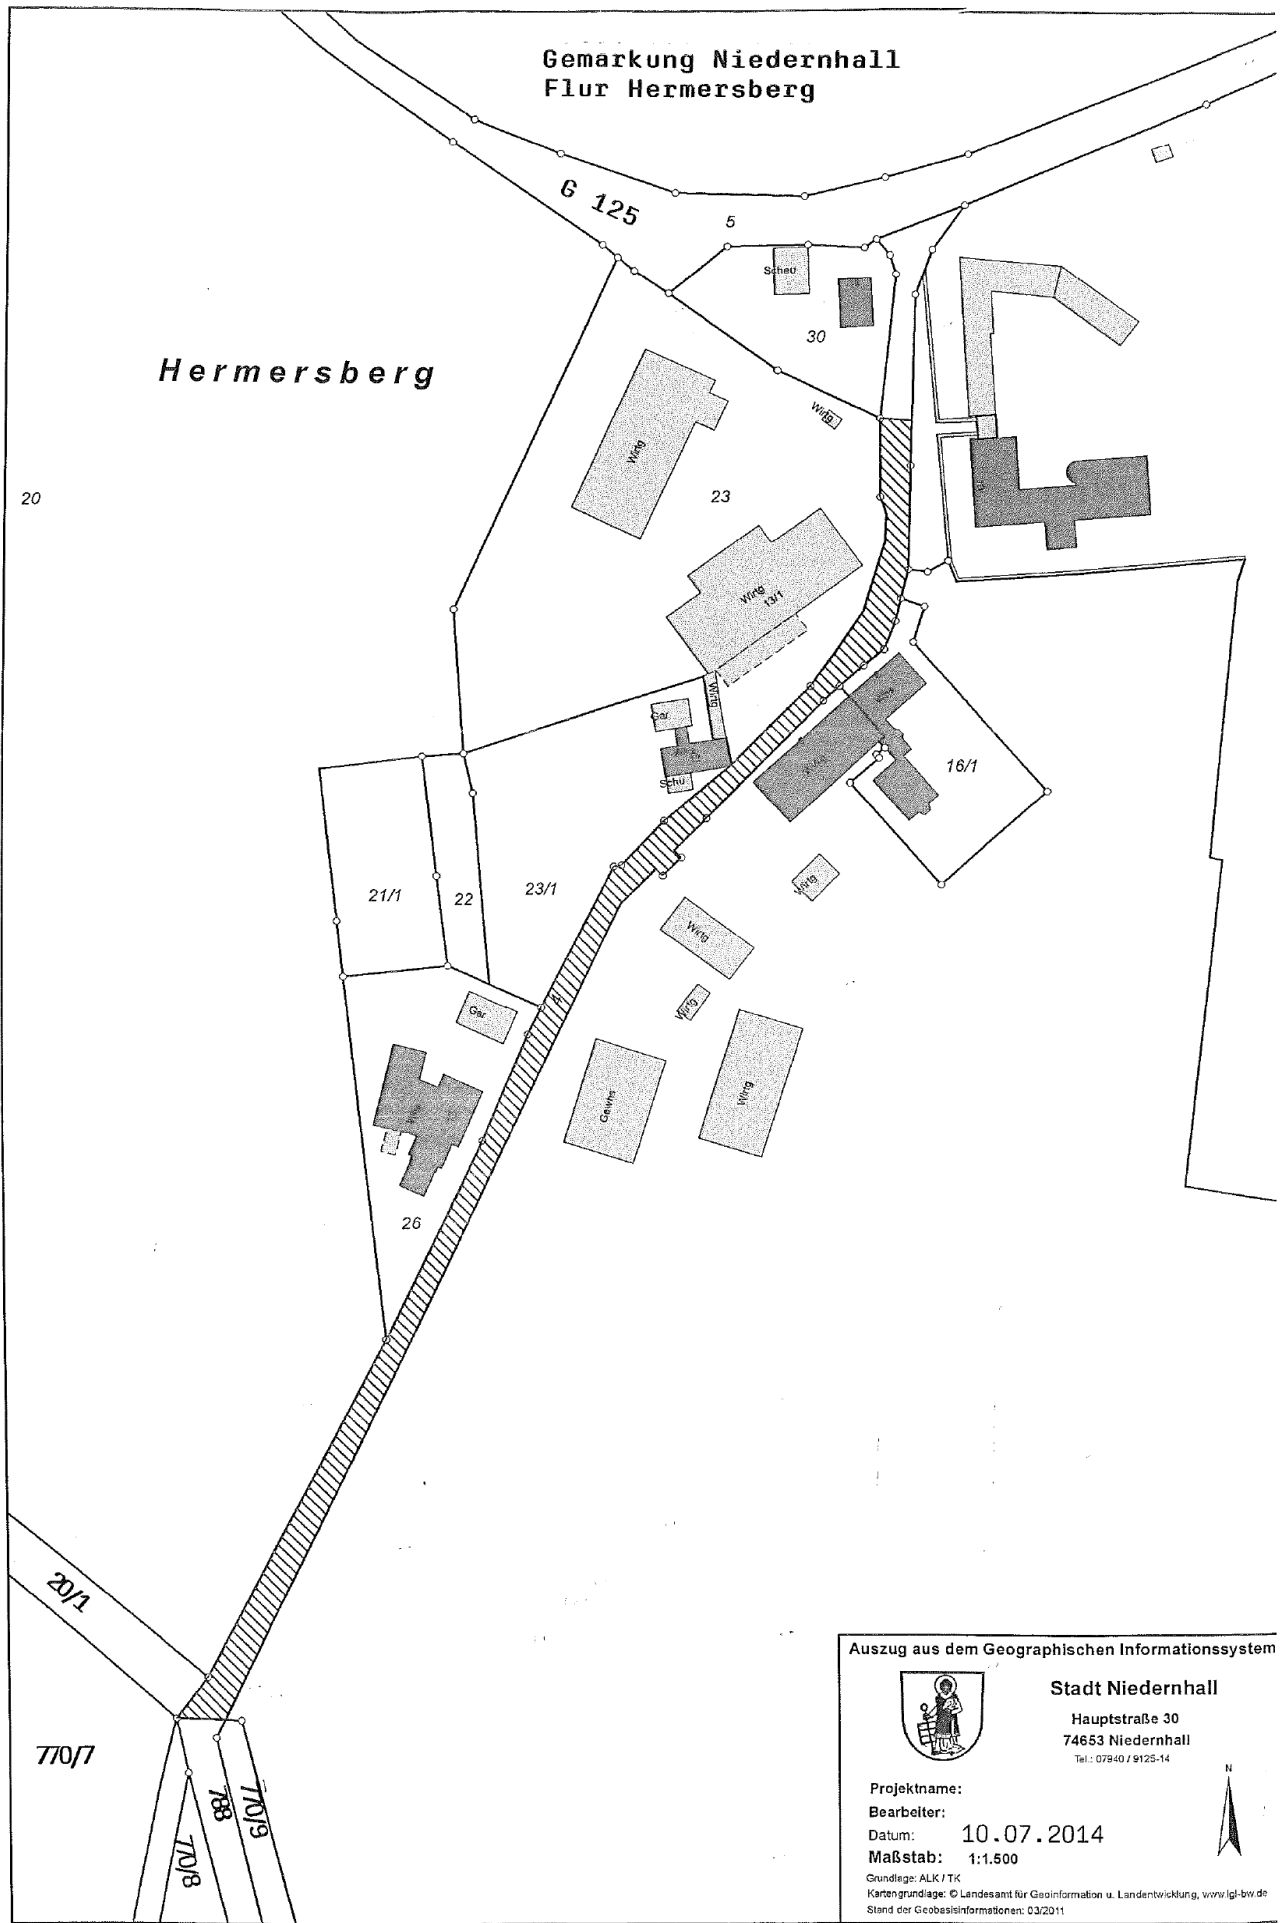 Gemarkung Niedernhall
Flur Hermersberg
G 125
5
Scheu
30
Hermersberg
Wirtg
Wirtg
20
23
Wirtg
13/1
Wirtg
Gar
Schu
16/1
21/1
22
23/1
Wirtg
Wirtg
4
Gar
Wirtg
Gewhs
Wirtg
26
20/1
770/7
788
770/9
770/8
Auszug aus dem Geographischen Informationssystem
Stadt Niedernhall
Hauptstraße 30
74653 Niedernhall
Tel.: 07940 / 9125-14
N
Projektname:
Bearbeiter:
Datum: 10.07.2014
Maßstab: 1:1.500
Grundlage: ALK / TK
Kartengrundlage: © Landesamt für Geoinformation u. Landentwicklung, www.lgl-bw.de
Stand der Geobasisinformationen: 03/2011